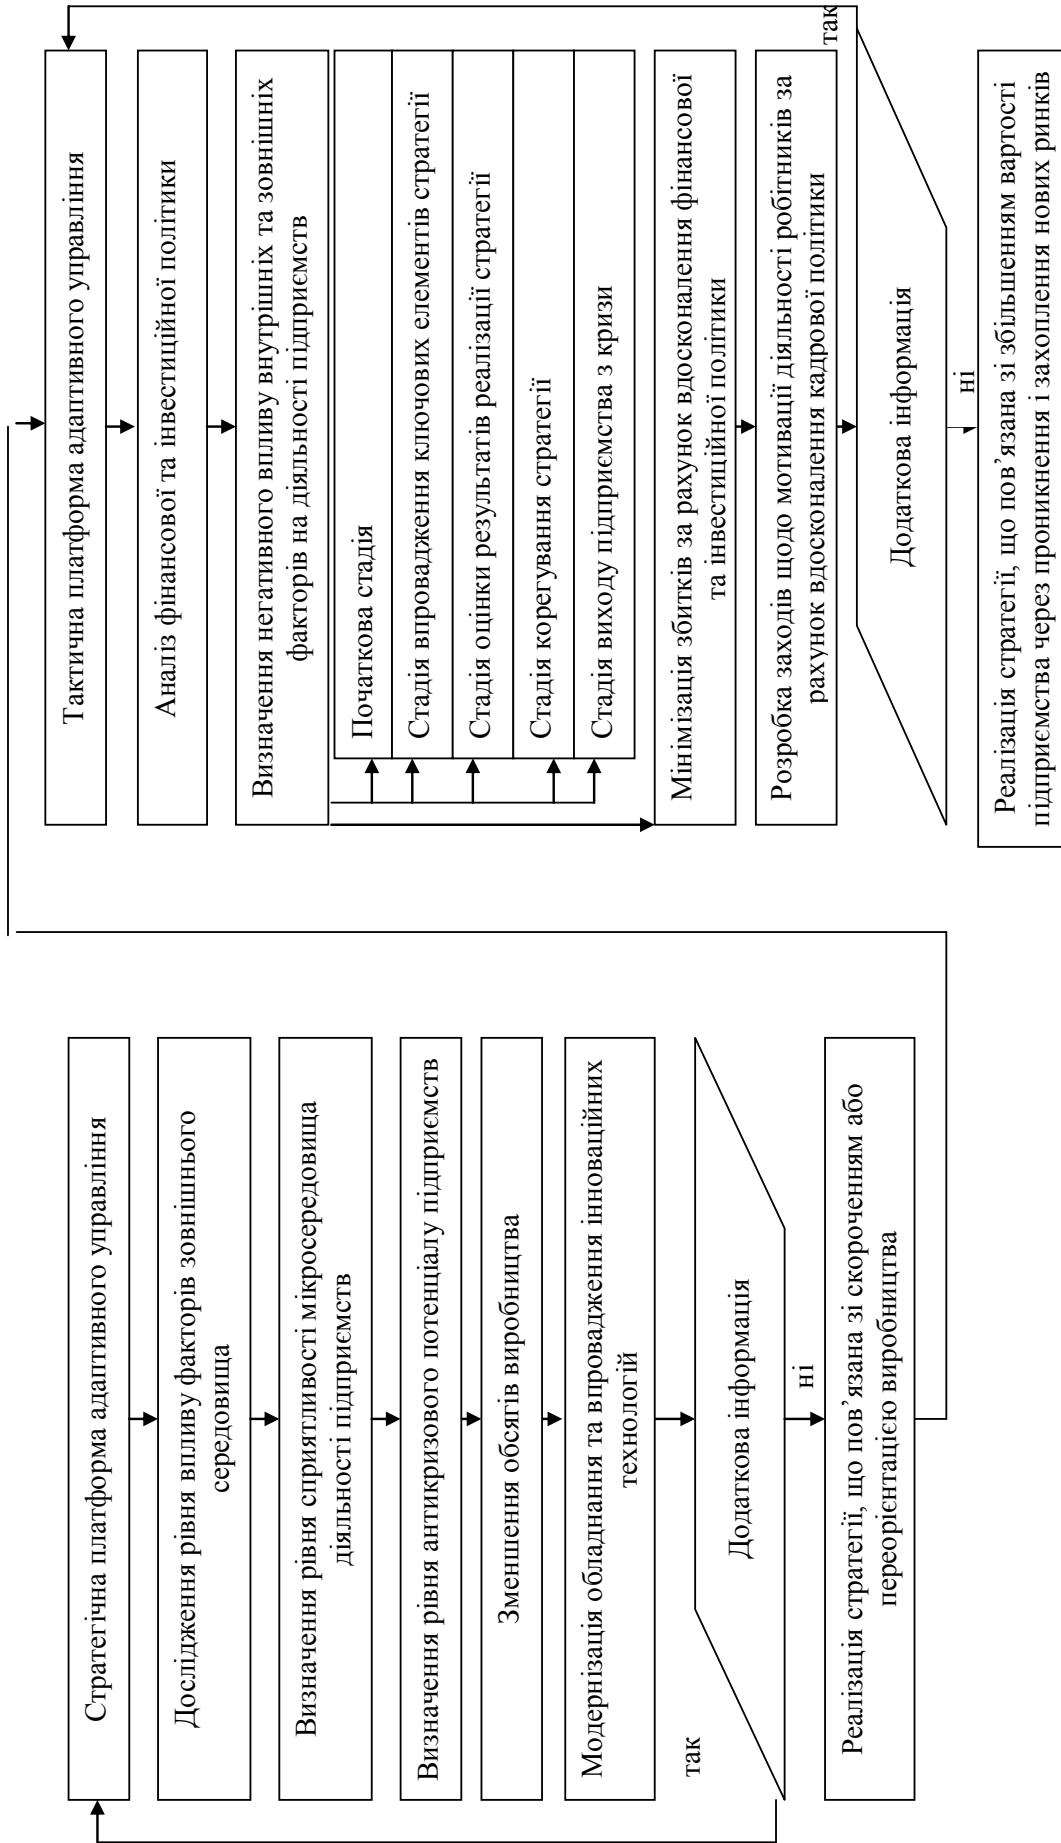 Стратегічна платформа адаптивного управління
Дослідження рівня впливу факторів зовнішнього
середовища
Визначення рівня сприятливості мікросередовища
діяльності підприємств
Визначення рівня антикризового потенціалу підприємств
Зменшення обсягів виробництва
Модернізація обладнання та впровадження інноваційних
технологій
так
Додаткова інформація
ні
Реалізація стратегії, що пов’язана зі скороченням або
переорієнтацією виробництва
Тактична платформа адаптивного управління
Аналіз фінансової та інвестиційної політики
Визначення негативного впливу внутрішніх та зовнішніх
факторів на діяльності підприємств
Початкова стадія
Стадія впровадження ключових елементів стратегії
Стадія оцінки результатів реалізації стратегії
Стадія корегування стратегії
Стадія виходу підприємства з кризи
Мінімізація збитків за рахунок вдосконалення фінансової
та інвестиційної політики
Розробка заходів щодо мотивації діяльності робітників за
рахунок вдосконалення кадрової політики
так
Додаткова інформація
ні
Реалізація стратегії, що пов’язана зі збільшенням вартості
підприємства через проникнення і захоплення нових ринків